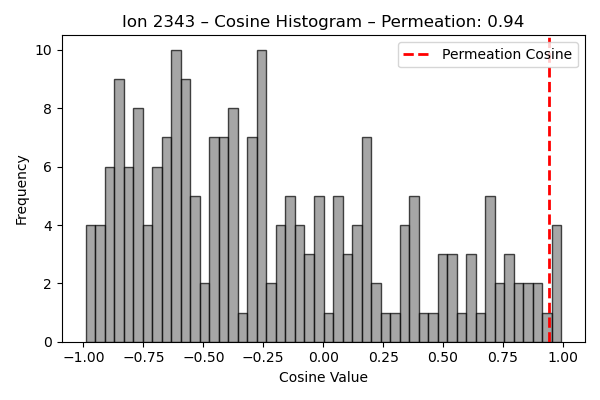 Ion 2343 – Cosine Histogram – Permeation: 0.94
Permeation Cosine
Frequency
10
8
6
4
2
0
−1.00 −0.75 −0.50 −0.25 0.00 0.25 0.50 0.75 1.00
Cosine Value